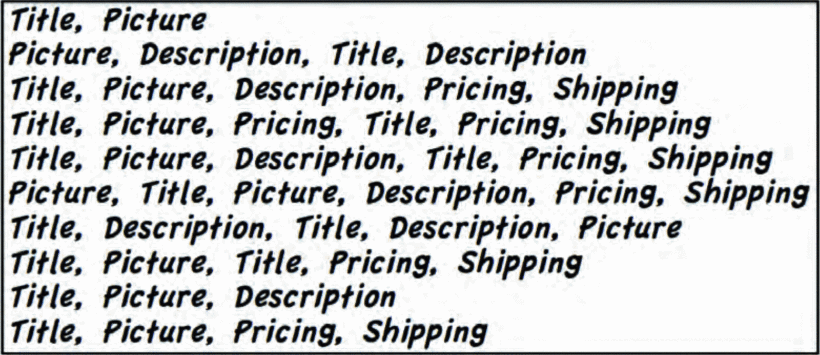 Title, Picture
Picture, Description, Title, Description
Title, Picture, Description, Pricing, Shipping
Title, Picture, Pricing, Title, Pricing, Shipping
Title, Picture, Description, Title, Pricing, Shipping
Picture, Title, Picture, Description, Pricing, Shipping
Title, Description, Title, Description, Picture
Title, Picture, Title, Pricing, Shipping
Title, Picture, Description
Title, Picture, Pricing, Shipping